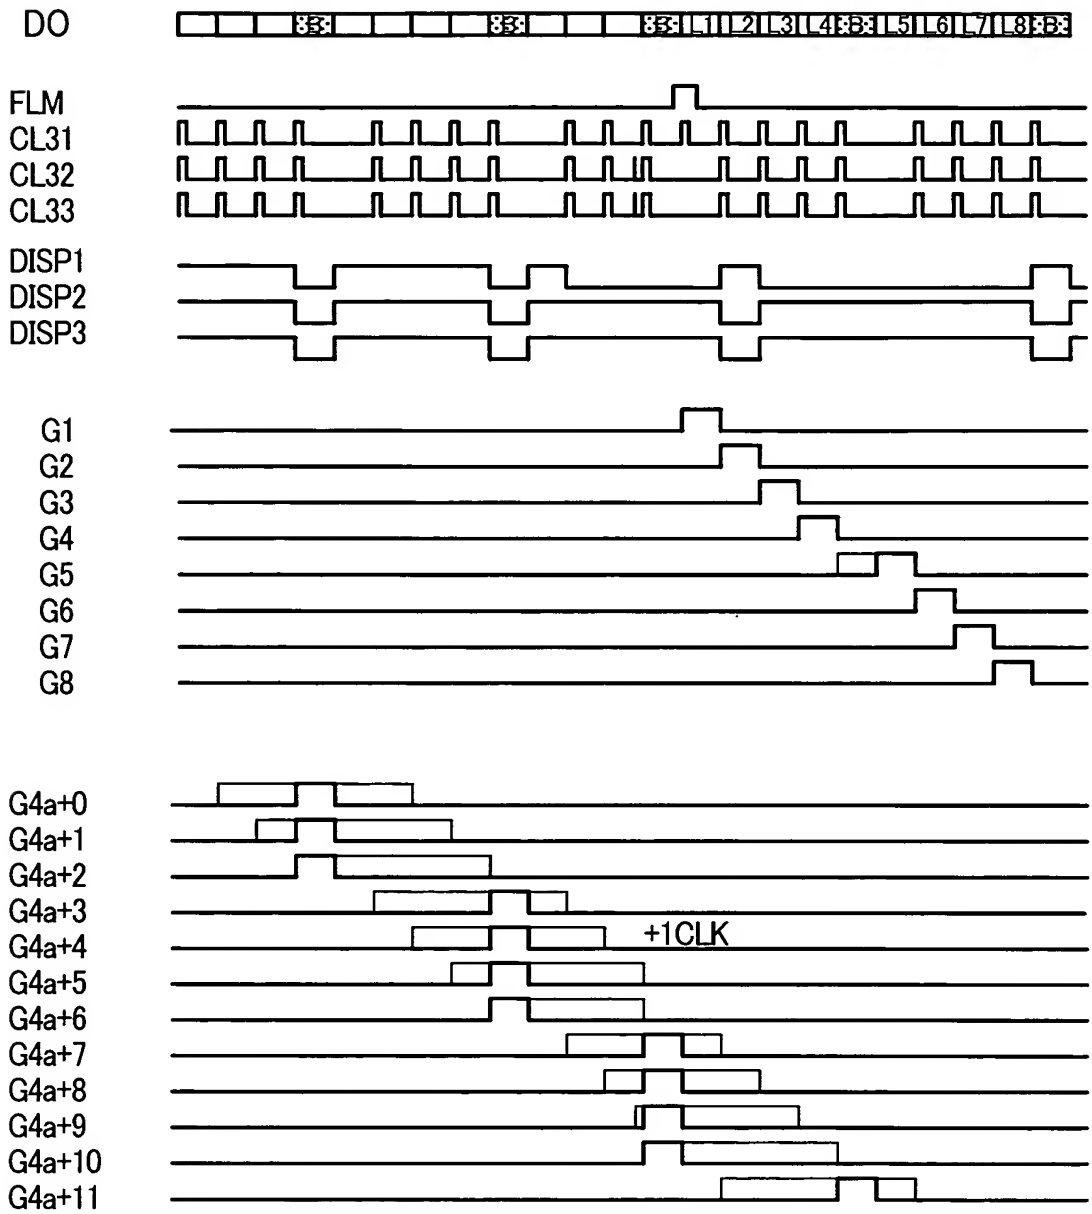 DO B B B L1 L2 L3 L4 B L5 L6 L7 L8 B
FLM
CL31
CL32
CL33
DISP1
DISP2
DISP3
G1
G2
G3
G4
G5
G6
G7
G8
G4a+0
G4a+1
G4a+2
G4a+3
G4a+4 +1CLK
G4a+5
G4a+6
G4a+7
G4a+8
G4a+9
G4a+10
G4a+11